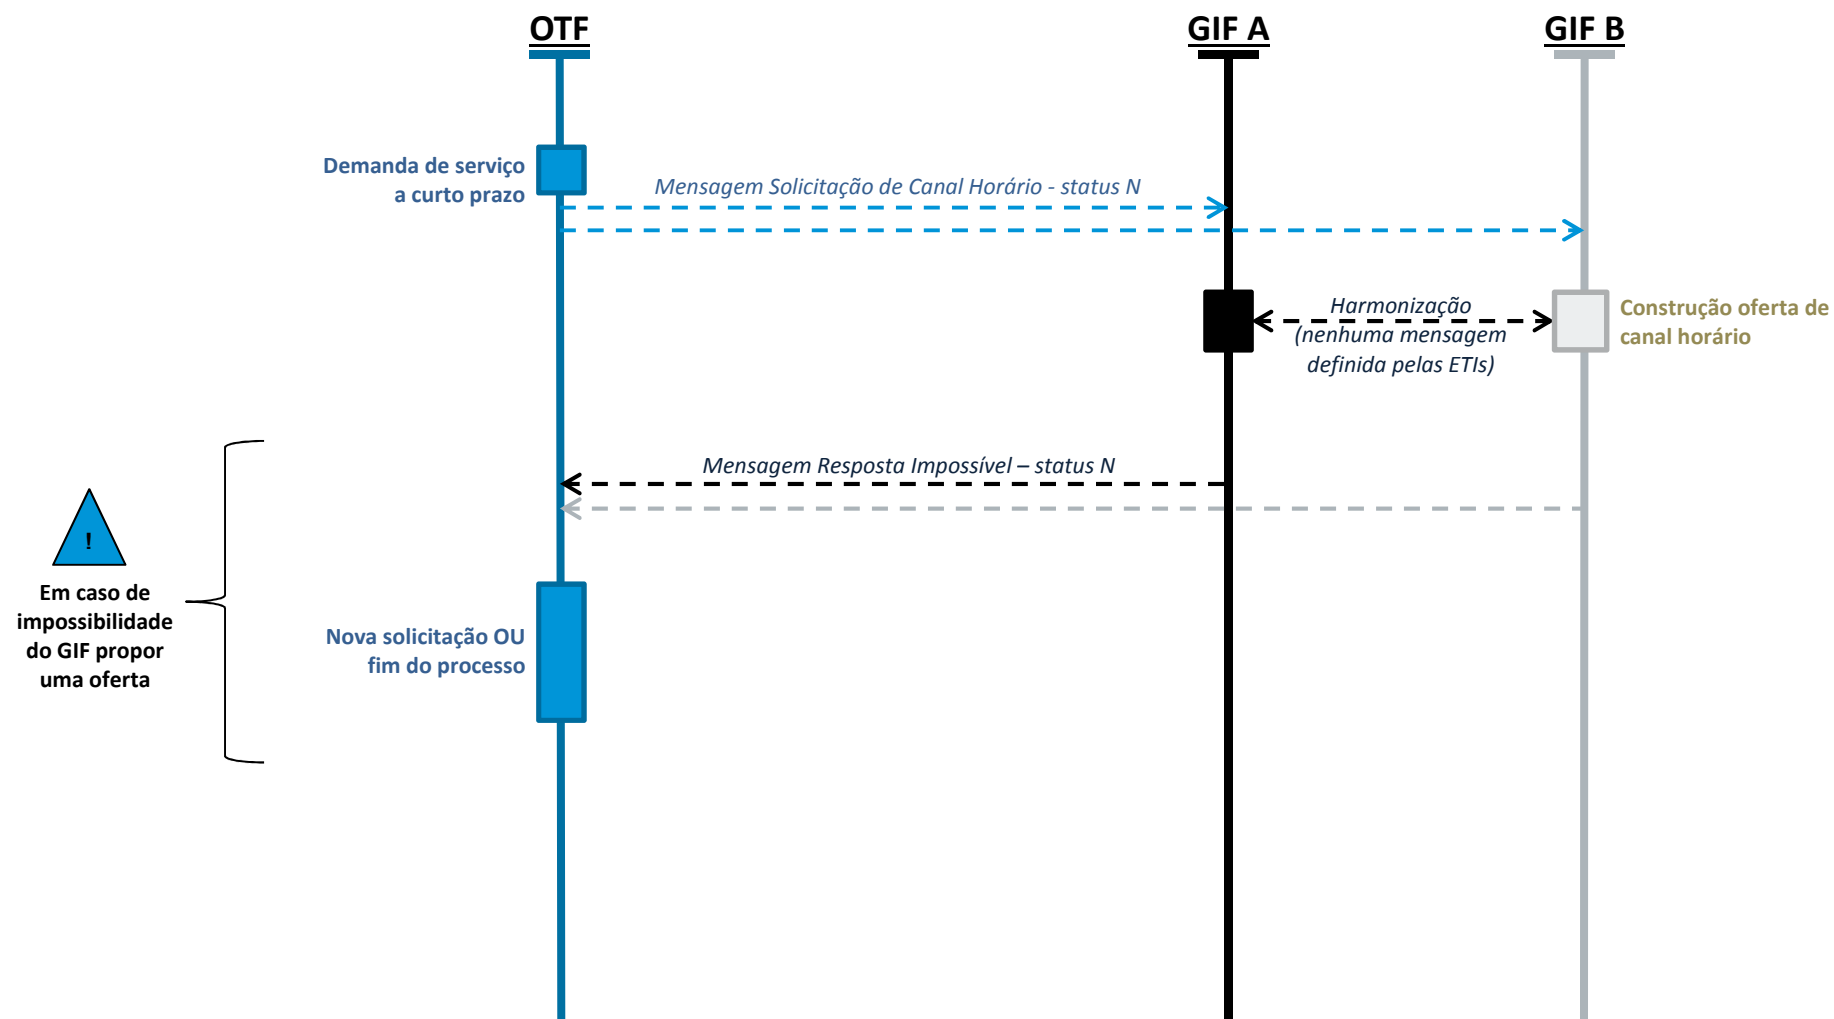 OTF
GIF A
GIF B
Demanda de serviço
a curto prazo
Mensagem Solicitação de Canal Horário - status N
Harmonização
(nenhuma mensagem
definida pelas ETIs)
Construção oferta de
canal horário
Mensagem Resposta Impossível – status N
!
Em caso de
impossibilidade
do GIF propor
uma oferta
Nova solicitação OU
fim do processo